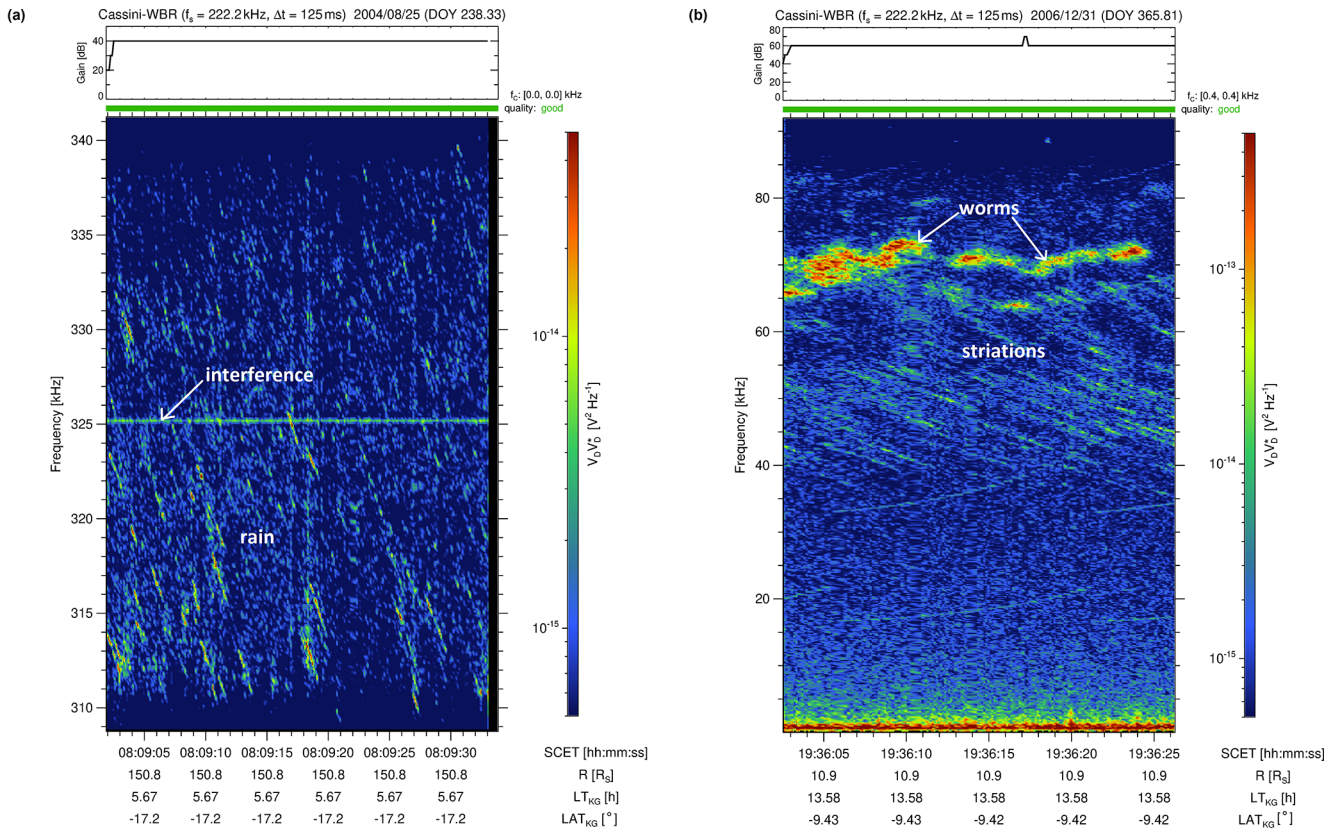 (a)
Cassini-WBR (fs = 222.2 kHz, Δt = 125 ms) 2004/08/25 (DOY 238.33)
Gain [dB]
40
20
0
fC: [0.0, 0.0] kHz
quality: good
Frequency [kHz]
340
335
330
325
320
315
310
interference
rain
10⁻¹⁴
10⁻¹⁵
VDVD* [V² Hz⁻¹]
08:09:05 08:09:10 08:09:15 08:09:20 08:09:25 08:09:30 SCET [hh:mm:ss]
150.8 150.8 150.8 150.8 150.8 150.8 R [RS]
5.67 5.67 5.67 5.67 5.67 5.67 LTKG [h]
-17.2 -17.2 -17.2 -17.2 -17.2 -17.2 LATKG [°]
(b)
Cassini-WBR (fs = 222.2 kHz, Δt = 125 ms) 2006/12/31 (DOY 365.81)
Gain [dB]
80
60
40
20
0
fC: [0.4, 0.4] kHz
quality: good
Frequency [kHz]
80
60
40
20
worms
striations
10⁻¹³
10⁻¹⁴
10⁻¹⁵
VDVD* [V² Hz⁻¹]
19:36:05 19:36:10 19:36:15 19:36:20 19:36:25 SCET [hh:mm:ss]
10.9 10.9 10.9 10.9 10.9 R [RS]
13.58 13.58 13.58 13.58 13.58 LTKG [h]
-9.43 -9.43 -9.42 -9.42 -9.42 LATKG [°]